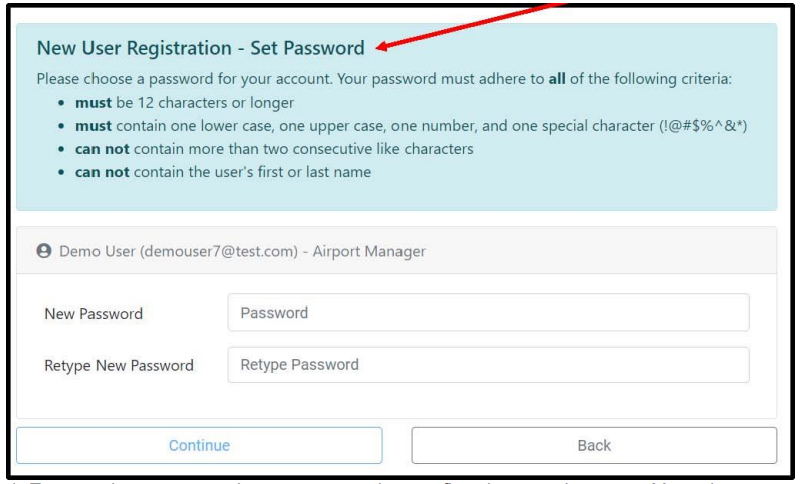 New User Registration - Set Password
Please choose a password for your account. Your password must adhere to all of the following criteria:
• must be 12 characters or longer
• must contain one lower case, one upper case, one number, and one special character (!@#$%^&*)
• can not contain more than two consecutive like characters
• can not contain the user's first or last name
Demo User (demouser7@test.com) - Airport Manager
New Password
Password
Retype New Password
Retype Password
Continue
Back